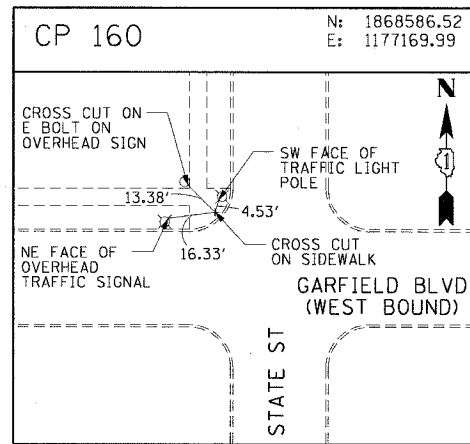 CP 160
N: 1868586.52
E: 1177169.99
N
1
CROSS CUT ON
E BOLT ON
OVERHEAD SIGN
SW FACE OF
TRAFFIC LIGHT
POLE
13.38'
4.53'
16.33'
NE FACE OF
OVERHEAD
TRAFFIC SIGNAL
CROSS CUT
ON SIDEWALK
GARFIELD BLVD
(WEST BOUND)
STATE ST